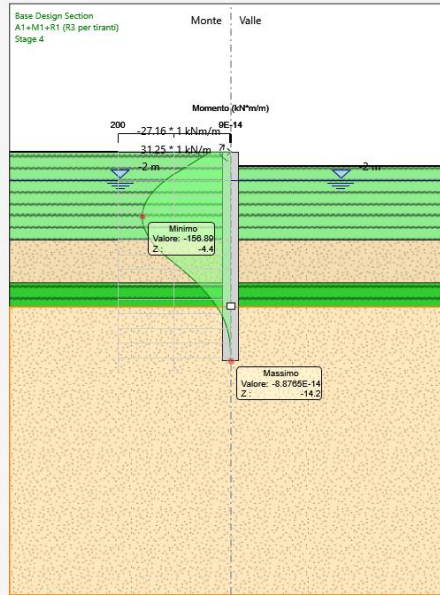 Base Design Section
A1+M1+R1 (R3 per tiranti)
Stage 4
Monte
Valle
Momento (kN*m/m)
200
9E-14
-27.16 * 1 kNm/m
31.25 * 1 kN/m
-2 m
-2 m
Minimo
Valore: -156.89
Z : -4.4
Massimo
Valore: -8.8765E-14
Z : -14.2